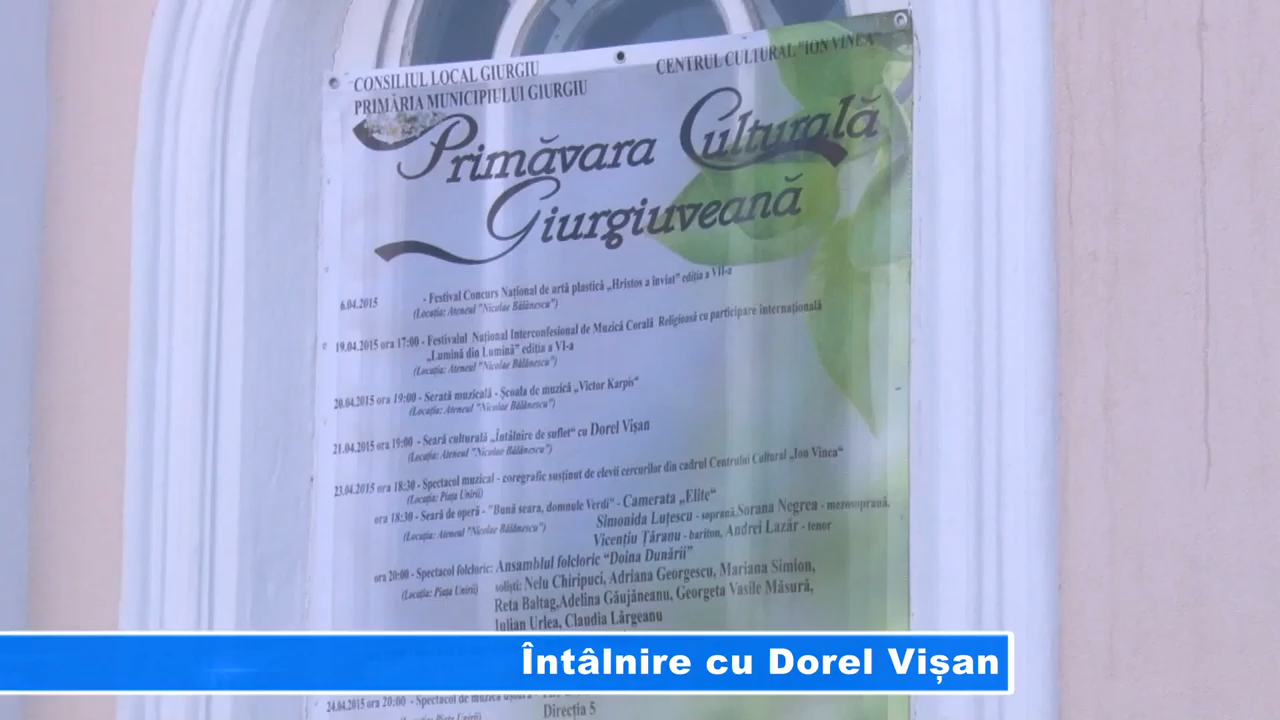 CONSILIUL LOCAL GIURGIU
CENTRUL CULTURAL "ION VINEA"
PRIMĂRIA MUNICIPIULUI GIURGIU
Primăvara Culturală
Giurgiuveană
6.04.2015 - Festival Concurs Național de artă plastică „Hristos a înviat” ediția a VII-a
(Locația: Ateneul "Nicolae Bălănescu")
19.04.2015 ora 17:00 - Festivalul Național Interconfesional de Muzică Corală Religioasă cu participare internațională
„Lumină din Lumină” ediția a VI-a
(Locația: Ateneul "Nicolae Bălănescu")
20.04.2015 ora 19:00 - Serată muzicală - Școala de muzică „Victor Karpis“
(Locația: Ateneul "Nicolae Bălănescu")
21.04.2015 ora 19:00 - Seară culturală „Întâlnire de suflet“ cu Dorel Vișan
(Locația: Ateneul "Nicolae Bălănescu")
23.04.2015 ora 18:30 - Spectacol muzical - coregrafic susținut de elevii cercurilor din cadrul Centrului Cultural „Ion Vinea“
(Locația: Piața Unirii)
ora 18:30 - Seară de operă - "Bună seara, domnule Verdi" - Camerata „Elite“
(Locația: Ateneul "Nicolae Bălănescu") Simonida Luțescu - soprană, Sorana Negrea - mezosoprană,
Vicențiu Țăranu - bariton, Andrei Lazăr - tenor
ora 20:00 - Spectacol folcloric: Ansamblul folcloric “Doina Dunării”
(Locația: Piața Unirii) soliști: Nelu Chiripuci, Adriana Georgescu, Mariana Simion,
Reta Baltag, Adelina Găujăneanu, Georgeta Vasile Măsură,
Iulian Urlea, Claudia Lărgeanu
Întâlnire cu Dorel Vișan
24.04.2015 ora 20:00 - Spectacol de muzică ușoară -
(Locația: Piața Unirii) Direcția 5